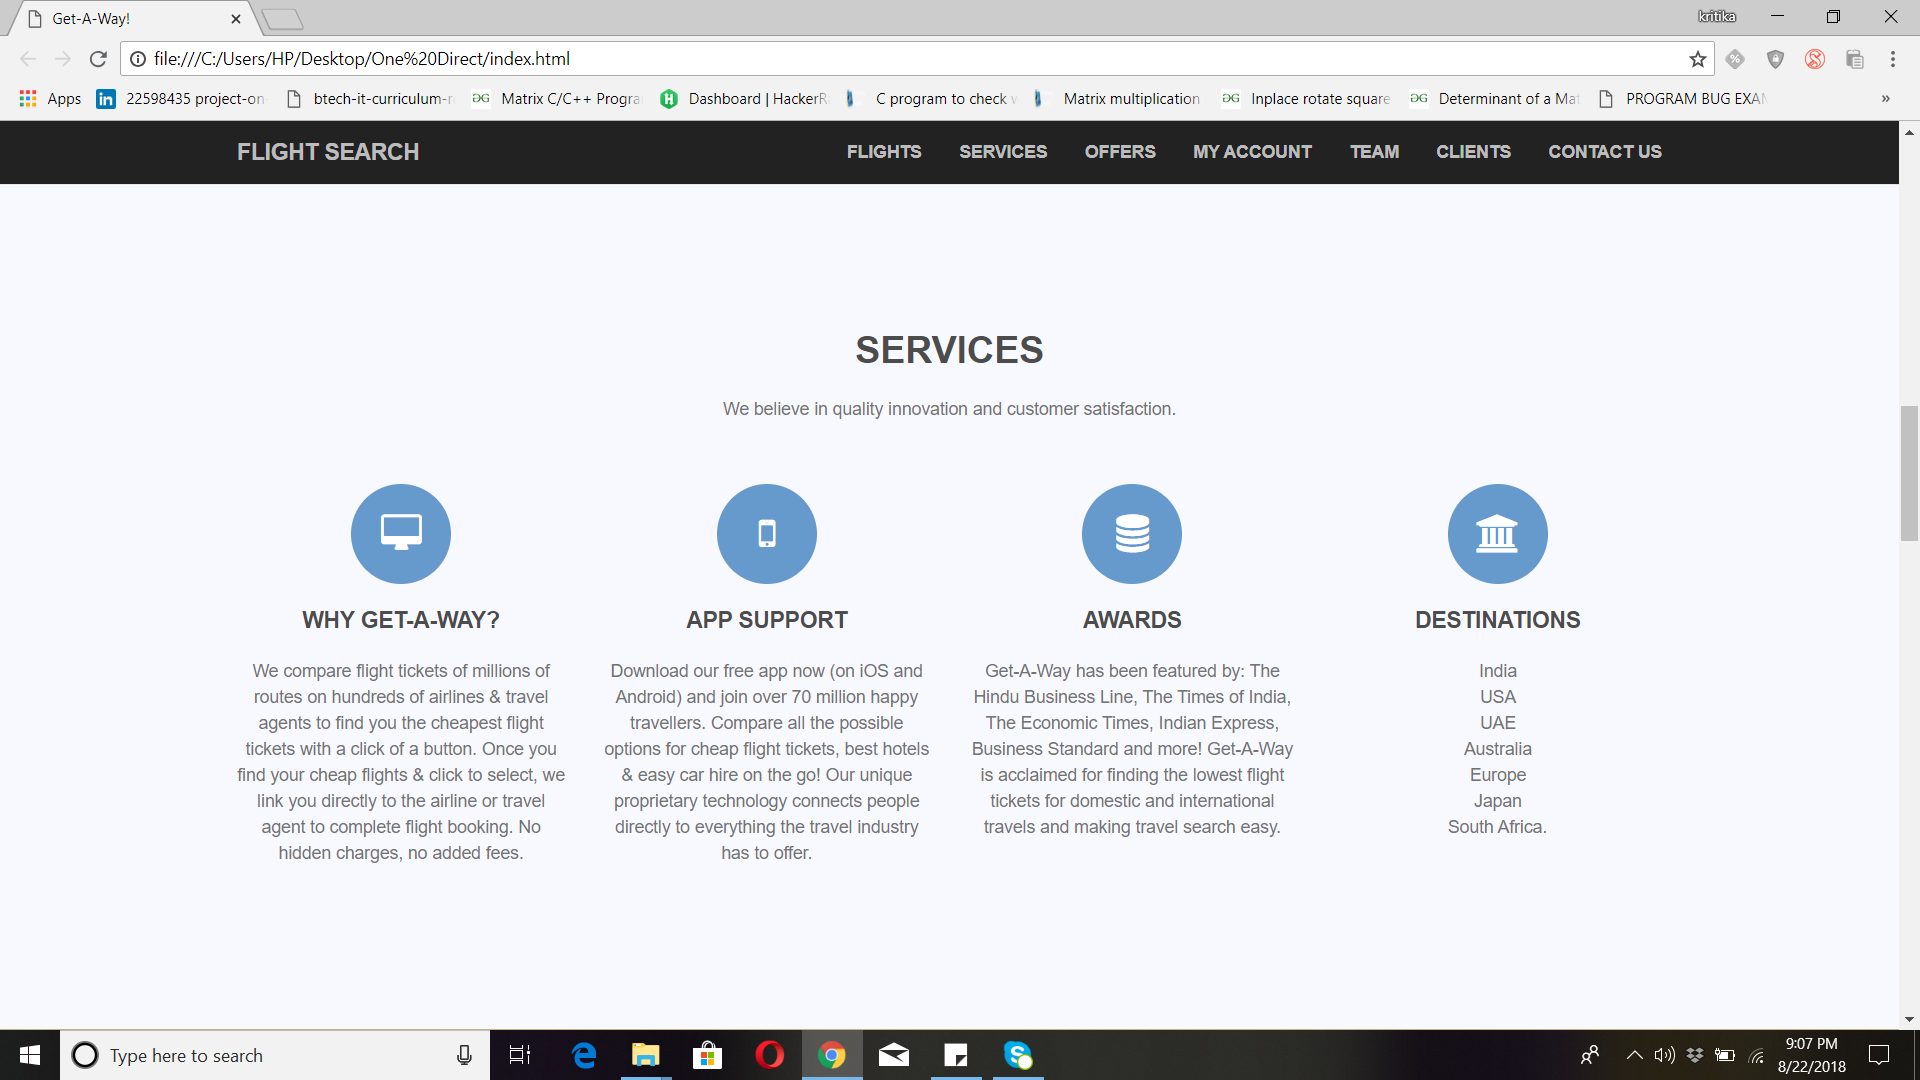 Get-A-Way!
kritika
file:///C:/Users/HP/Desktop/One%20Direct/index.html
Apps
22598435 project-on
btech-it-curriculum-r
Matrix C/C++ Progra
Dashboard | HackerR
C program to check
Matrix multiplication
Inplace rotate square
Determinant of a Mat
PROGRAM BUG EXAM
»
FLIGHT SEARCH
FLIGHTS
SERVICES
OFFERS
MY ACCOUNT
TEAM
CLIENTS
CONTACT US
SERVICES
We believe in quality innovation and customer satisfaction.
WHY GET-A-WAY?
We compare flight tickets of millions of
routes on hundreds of airlines & travel
agents to find you the cheapest flight
tickets with a click of a button. Once you
find your cheap flights & click to select, we
link you directly to the airline or travel
agent to complete flight booking. No
hidden charges, no added fees.
APP SUPPORT
Download our free app now (on iOS and
Android) and join over 70 million happy
travellers. Compare all the possible
options for cheap flight tickets, best hotels
& easy car hire on the go! Our unique
proprietary technology connects people
directly to everything the travel industry
has to offer.
AWARDS
Get-A-Way has been featured by: The
Hindu Business Line, The Times of India,
The Economic Times, Indian Express,
Business Standard and more! Get-A-Way
is acclaimed for finding the lowest flight
tickets for domestic and international
travels and making travel search easy.
DESTINATIONS
India
USA
UAE
Australia
Europe
Japan
South Africa.
Type here to search
9:07 PM
8/22/2018